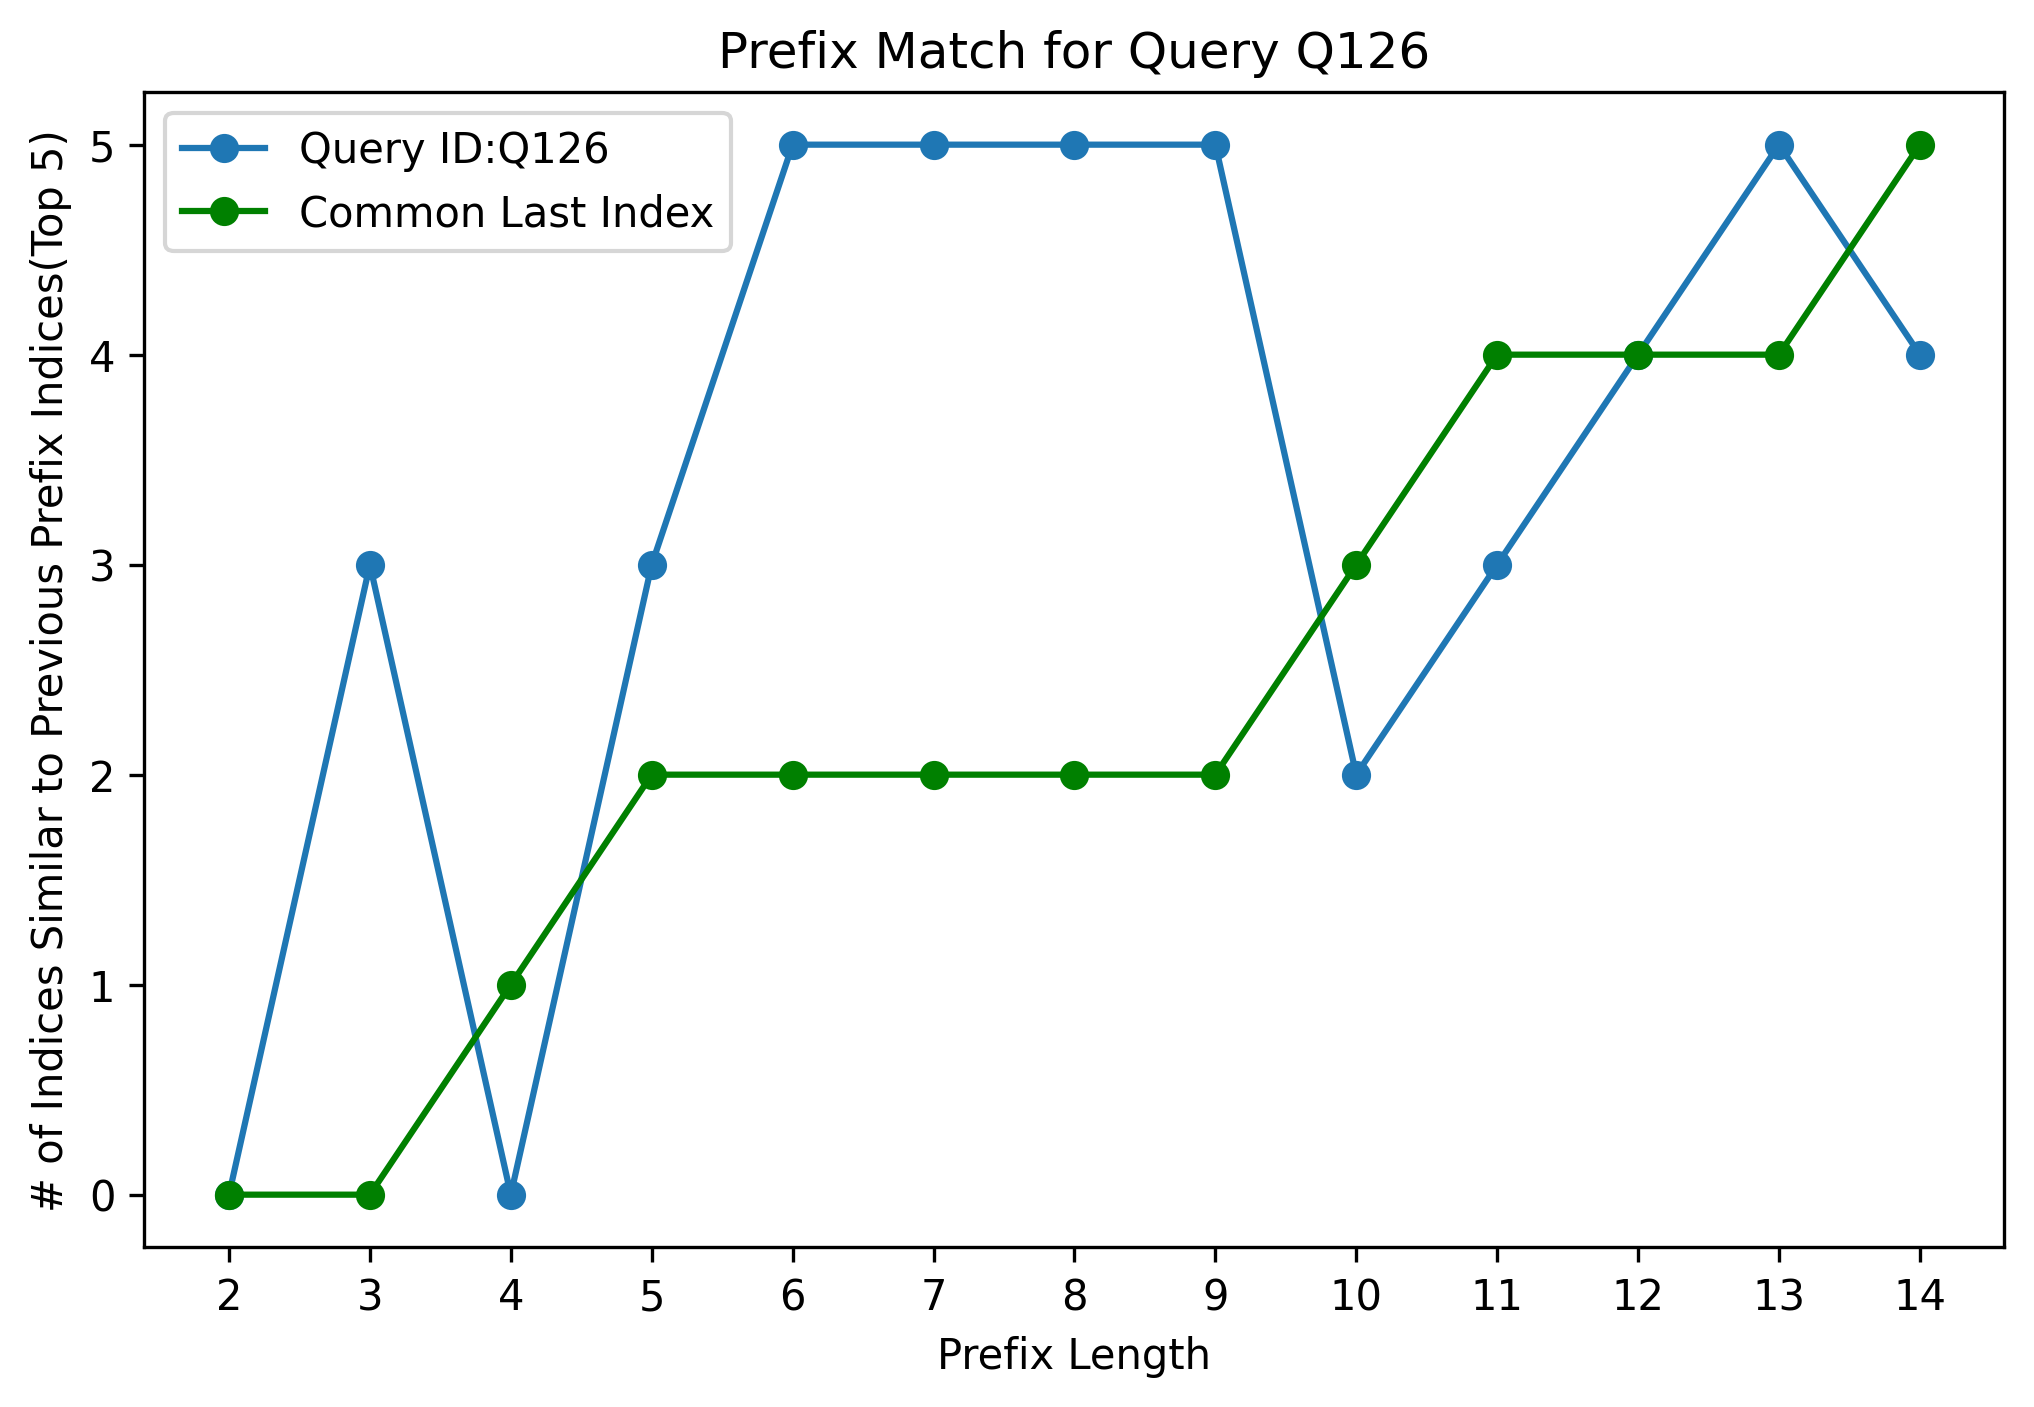 Prefix Match for Query Q126
Query ID:Q126
Common Last Index
# of Indices Similar to Previous Prefix Indices(Top 5)
5
4
3
2
1
0
2 3 4 5 6 7 8 9 10 11 12 13 14
Prefix Length